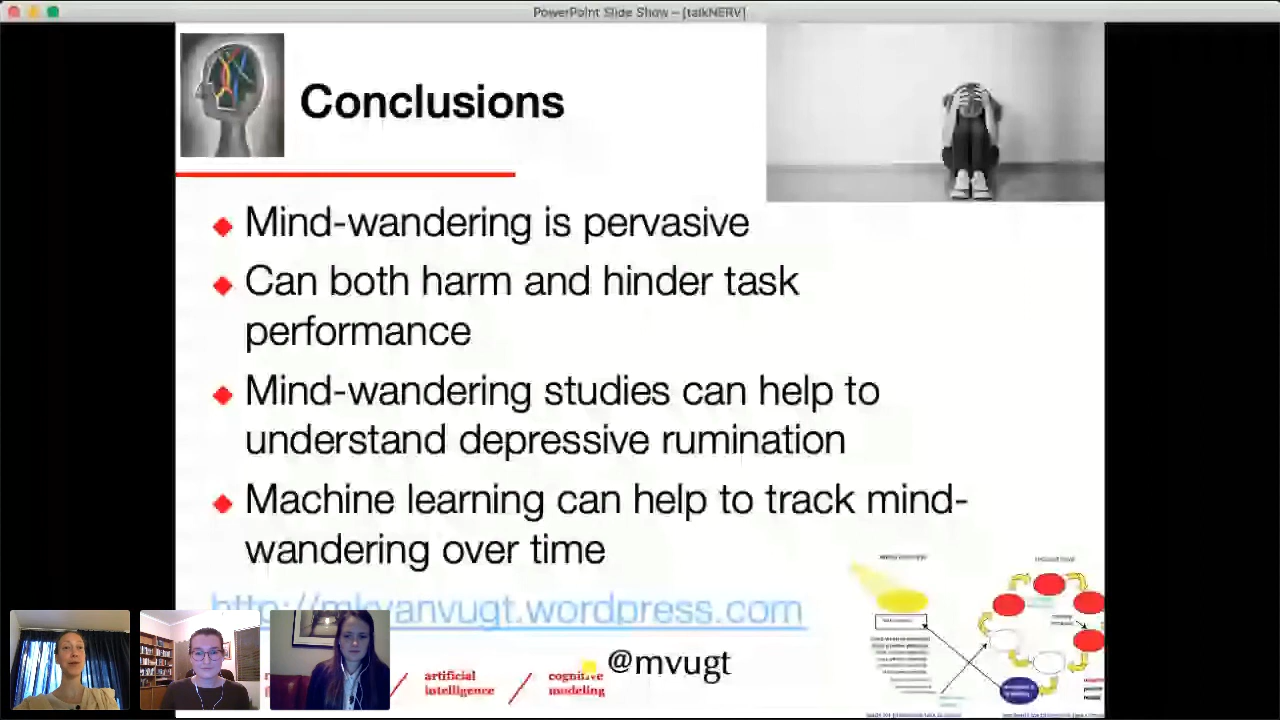 PowerPoint Slide Show – [talkNERV]
Conclusions
Mind-wandering is pervasive
Can both harm and hinder task
performance
Mind-wandering studies can help to
understand depressive rumination
Machine learning can help to track mind-
wandering over time
http://mkvanvugt.wordpress.com
@mvugt
artificial
intelligence
cognitive
modeling